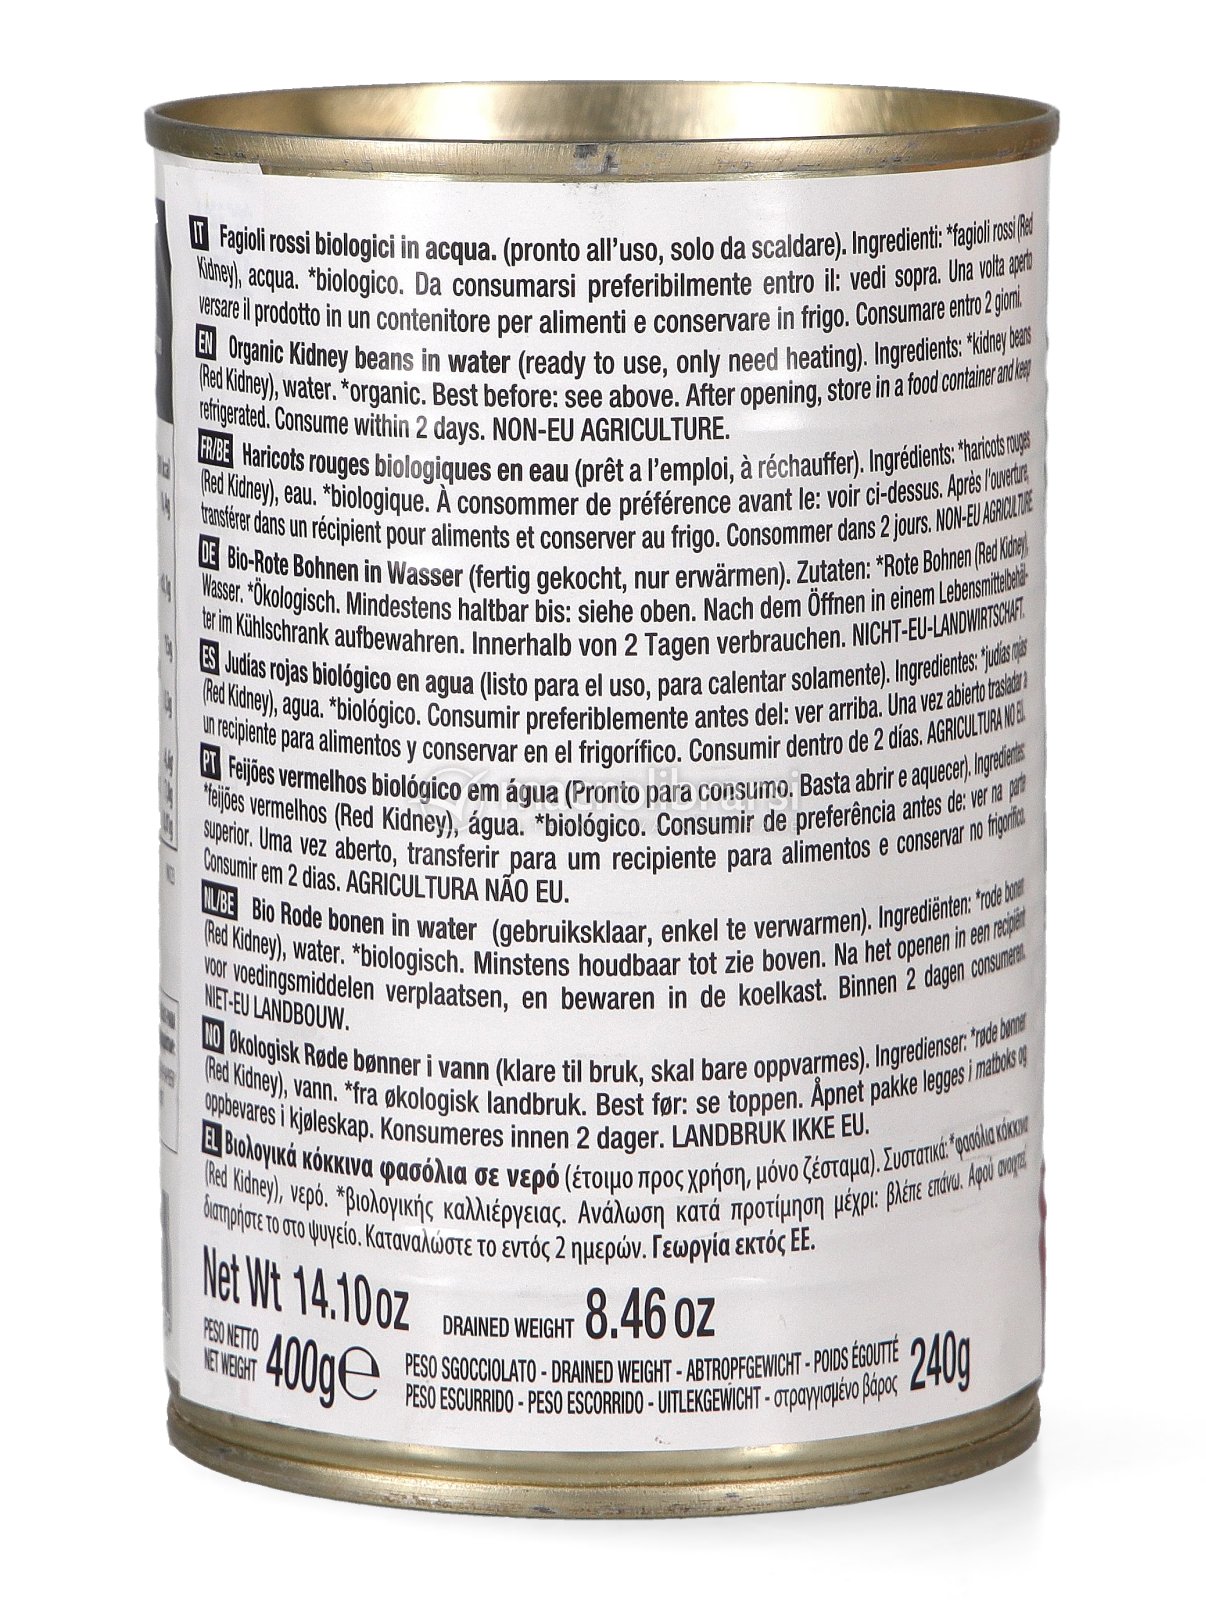 IT Fagioli rossi biologici in acqua. (pronto all'uso, solo da scaldare). Ingredienti: *fagioli rossi (Red
Kidney), acqua. *biologico. Da consumarsi preferibilmente entro il: vedi sopra. Una volta aperto
versare il prodotto in un contenitore per alimenti e conservare in frigo. Consumare entro 2 giorni.
EN Organic Kidney beans in water (ready to use, only need heating). Ingredients: *kidney beans
(Red Kidney), water. *organic. Best before: see above. After opening, store in a food container and keep
refrigerated. Consume within 2 days. NON-EU AGRICULTURE.
FR/BE Haricots rouges biologiques en eau (prêt a l'emploi, à réchauffer). Ingrédients: *haricots rouges
(Red Kidney), eau. *biologique. À consommer de préférence avant le: voir ci-dessus. Après l'ouverture,
transférer dans un récipient pour aliments et conserver au frigo. Consommer dans 2 jours. NON-EU AGRICULTURE
DE Bio-Rote Bohnen in Wasser (fertig gekocht, nur erwärmen). Zutaten: *Rote Bohnen (Red Kidney),
Wasser. *Ökologisch. Mindestens haltbar bis: siehe oben. Nach dem Öffnen in einem Lebensmittelbehäl-
ter im Kühlschrank aufbewahren. Innerhalb von 2 Tagen verbrauchen. NICHT-EU-LANDWIRTSCHAFT.
ES Judías rojas biológico en agua (listo para el uso, para calentar solamente). Ingredientes: *judías rojas
(Red Kidney), agua. *biológico. Consumir preferiblemente antes del: ver arriba. Una vez abierto trasladar a
un recipiente para alimentos y conservar en el frigorífico. Consumir dentro de 2 días. AGRICULTURA NO EU.
PT Feijões vermelhos biológico em água (Pronto para consumo. Basta abrir e aquecer). Ingredientes:
*feijões vermelhos (Red Kidney), água. *biológico. Consumir de preferência antes de: ver na parte
superior. Uma vez aberto, transferir para um recipiente para alimentos e conservar no frigorífico.
Consumir em 2 dias. AGRICULTURA NÃO EU.
macrolibrarsi
NL/BE Bio Rode bonen in water (gebruiksklaar, enkel te verwarmen). Ingrediënten: *rode bonen
(Red Kidney), water. *biologisch. Minstens houdbaar tot zie boven. Na het openen in een recipiënt
voor voedingsmiddelen verplaatsen, en bewaren in de koelkast. Binnen 2 dagen consumeren.
NIET-EU LANDBOUW.
NO Økologisk Røde bønner i vann (klare til bruk, skal bare oppvarmes). Ingredienser: *røde bønner
(Red Kidney), vann. *fra økologisk landbruk. Best før: se toppen. Åpnet pakke legges i matboks og
oppbevares i kjøleskap. Konsumeres innen 2 dager. LANDBRUK IKKE EU.
EL Βιολογικά κόκκινα φασόλια σε νερό (έτοιμο προς χρήση, μόνο ζέσταμα). Συστατικά: *φασόλια κόκκινα
(Red Kidney), νερό. *βιολογικής καλλιέργειας. Ανάλωση κατά προτίμηση μέχρι: βλέπε επάνω. Αφού ανοιχτεί,
διατηρήστε το στο ψυγείο. Καταναλώστε το εντός 2 ημερών. Γεωργία εκτός ΕΕ.
Net Wt 14.10 oz DRAINED WEIGHT 8.46 oz
PESO NETTO
NET WEIGHT 400g e
PESO SGOCCIOLATO - DRAINED WEIGHT - ABTROPFGEWICHT - POIDS ÉGOUTTÉ
PESO ESCURRIDO - PESO ESCORRIDO - UITLEKGEWICHT - στραγγισμένο βάρος 240g